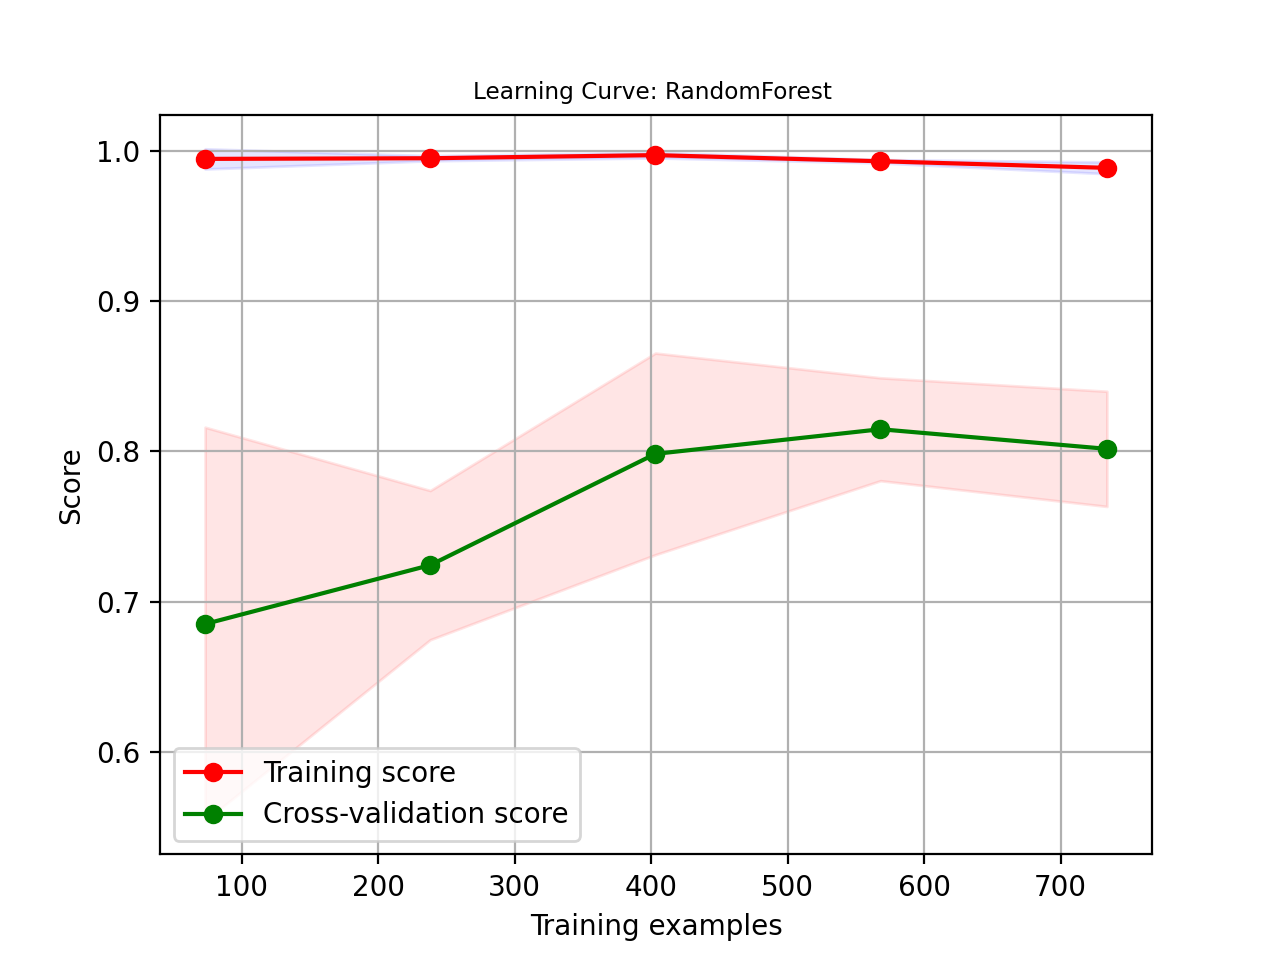 Learning Curve: RandomForest
1.0
0.9
0.8
0.7
0.6
Score
Training score
Cross-validation score
100 200 300 400 500 600 700
Training examples